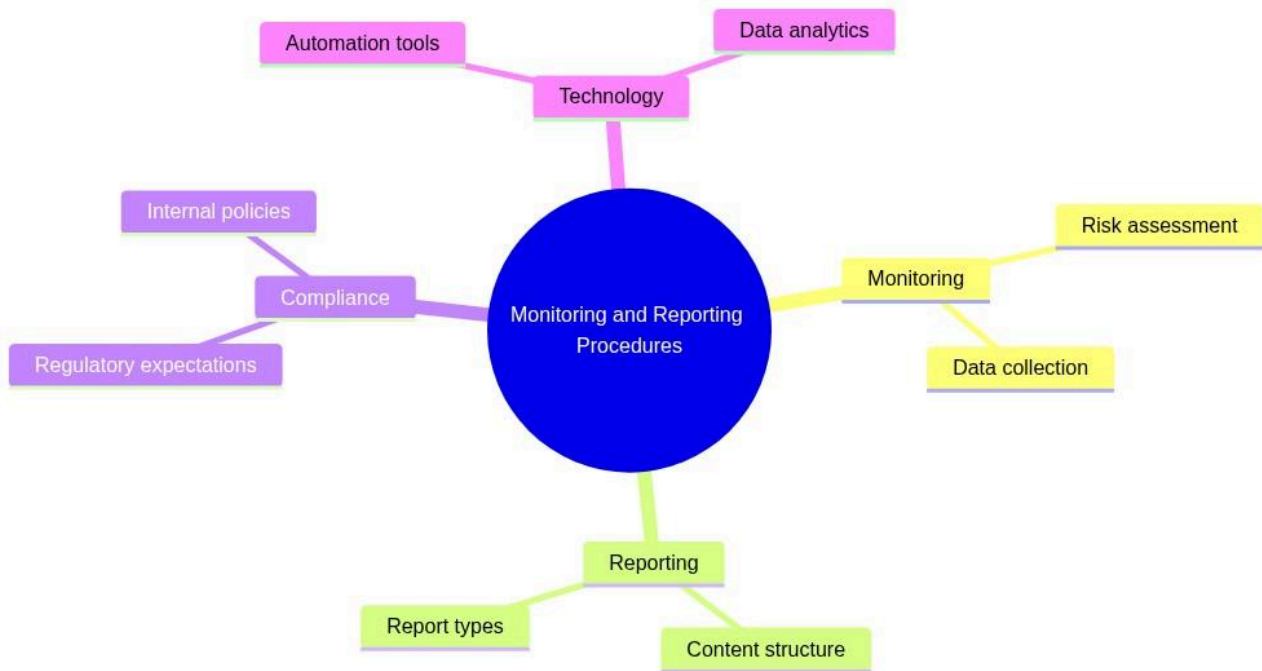 Data analytics
Automation tools
Technology
Internal policies
Risk assessment
Monitoring
Compliance
Monitoring and Reporting
Procedures
Regulatory expectations
Data collection
Reporting
Report types
Content structure